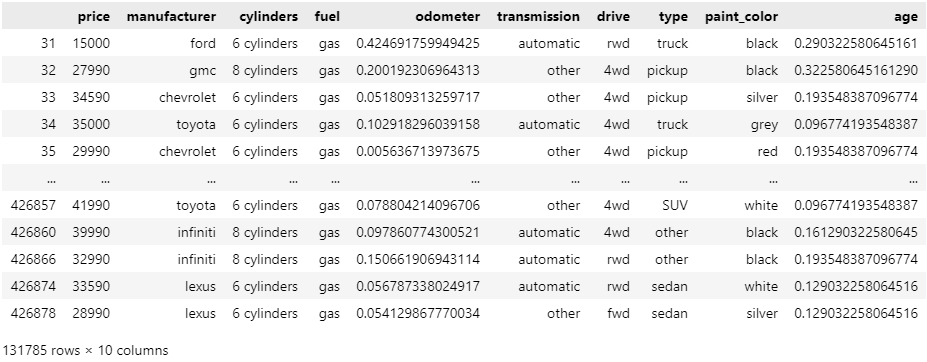 price manufacturer cylinders fuel odometer transmission drive type paint_color age
31 15000 ford 6 cylinders gas 0.424691759949425 automatic rwd truck black 0.290322580645161
32 27990 gmc 8 cylinders gas 0.200192306964313 other 4wd pickup black 0.322580645161290
33 34590 chevrolet 6 cylinders gas 0.051809313259717 other 4wd pickup silver 0.193548387096774
34 35000 toyota 6 cylinders gas 0.102918296039158 automatic 4wd truck grey 0.096774193548387
35 29990 chevrolet 6 cylinders gas 0.005636713973675 other 4wd pickup red 0.193548387096774
... ... ... ... ... ... ... ... ... ... ...
426857 41990 toyota 6 cylinders gas 0.078804214096706 other 4wd SUV white 0.096774193548387
426860 39990 infiniti 8 cylinders gas 0.097860774300521 automatic 4wd other black 0.161290322580645
426866 32990 infiniti 8 cylinders gas 0.150661906943114 automatic rwd other black 0.193548387096774
426874 33590 lexus 6 cylinders gas 0.056787338024917 automatic rwd sedan white 0.129032258064516
426878 28990 lexus 6 cylinders gas 0.054129867770034 other fwd sedan silver 0.129032258064516
131785 rows × 10 columns